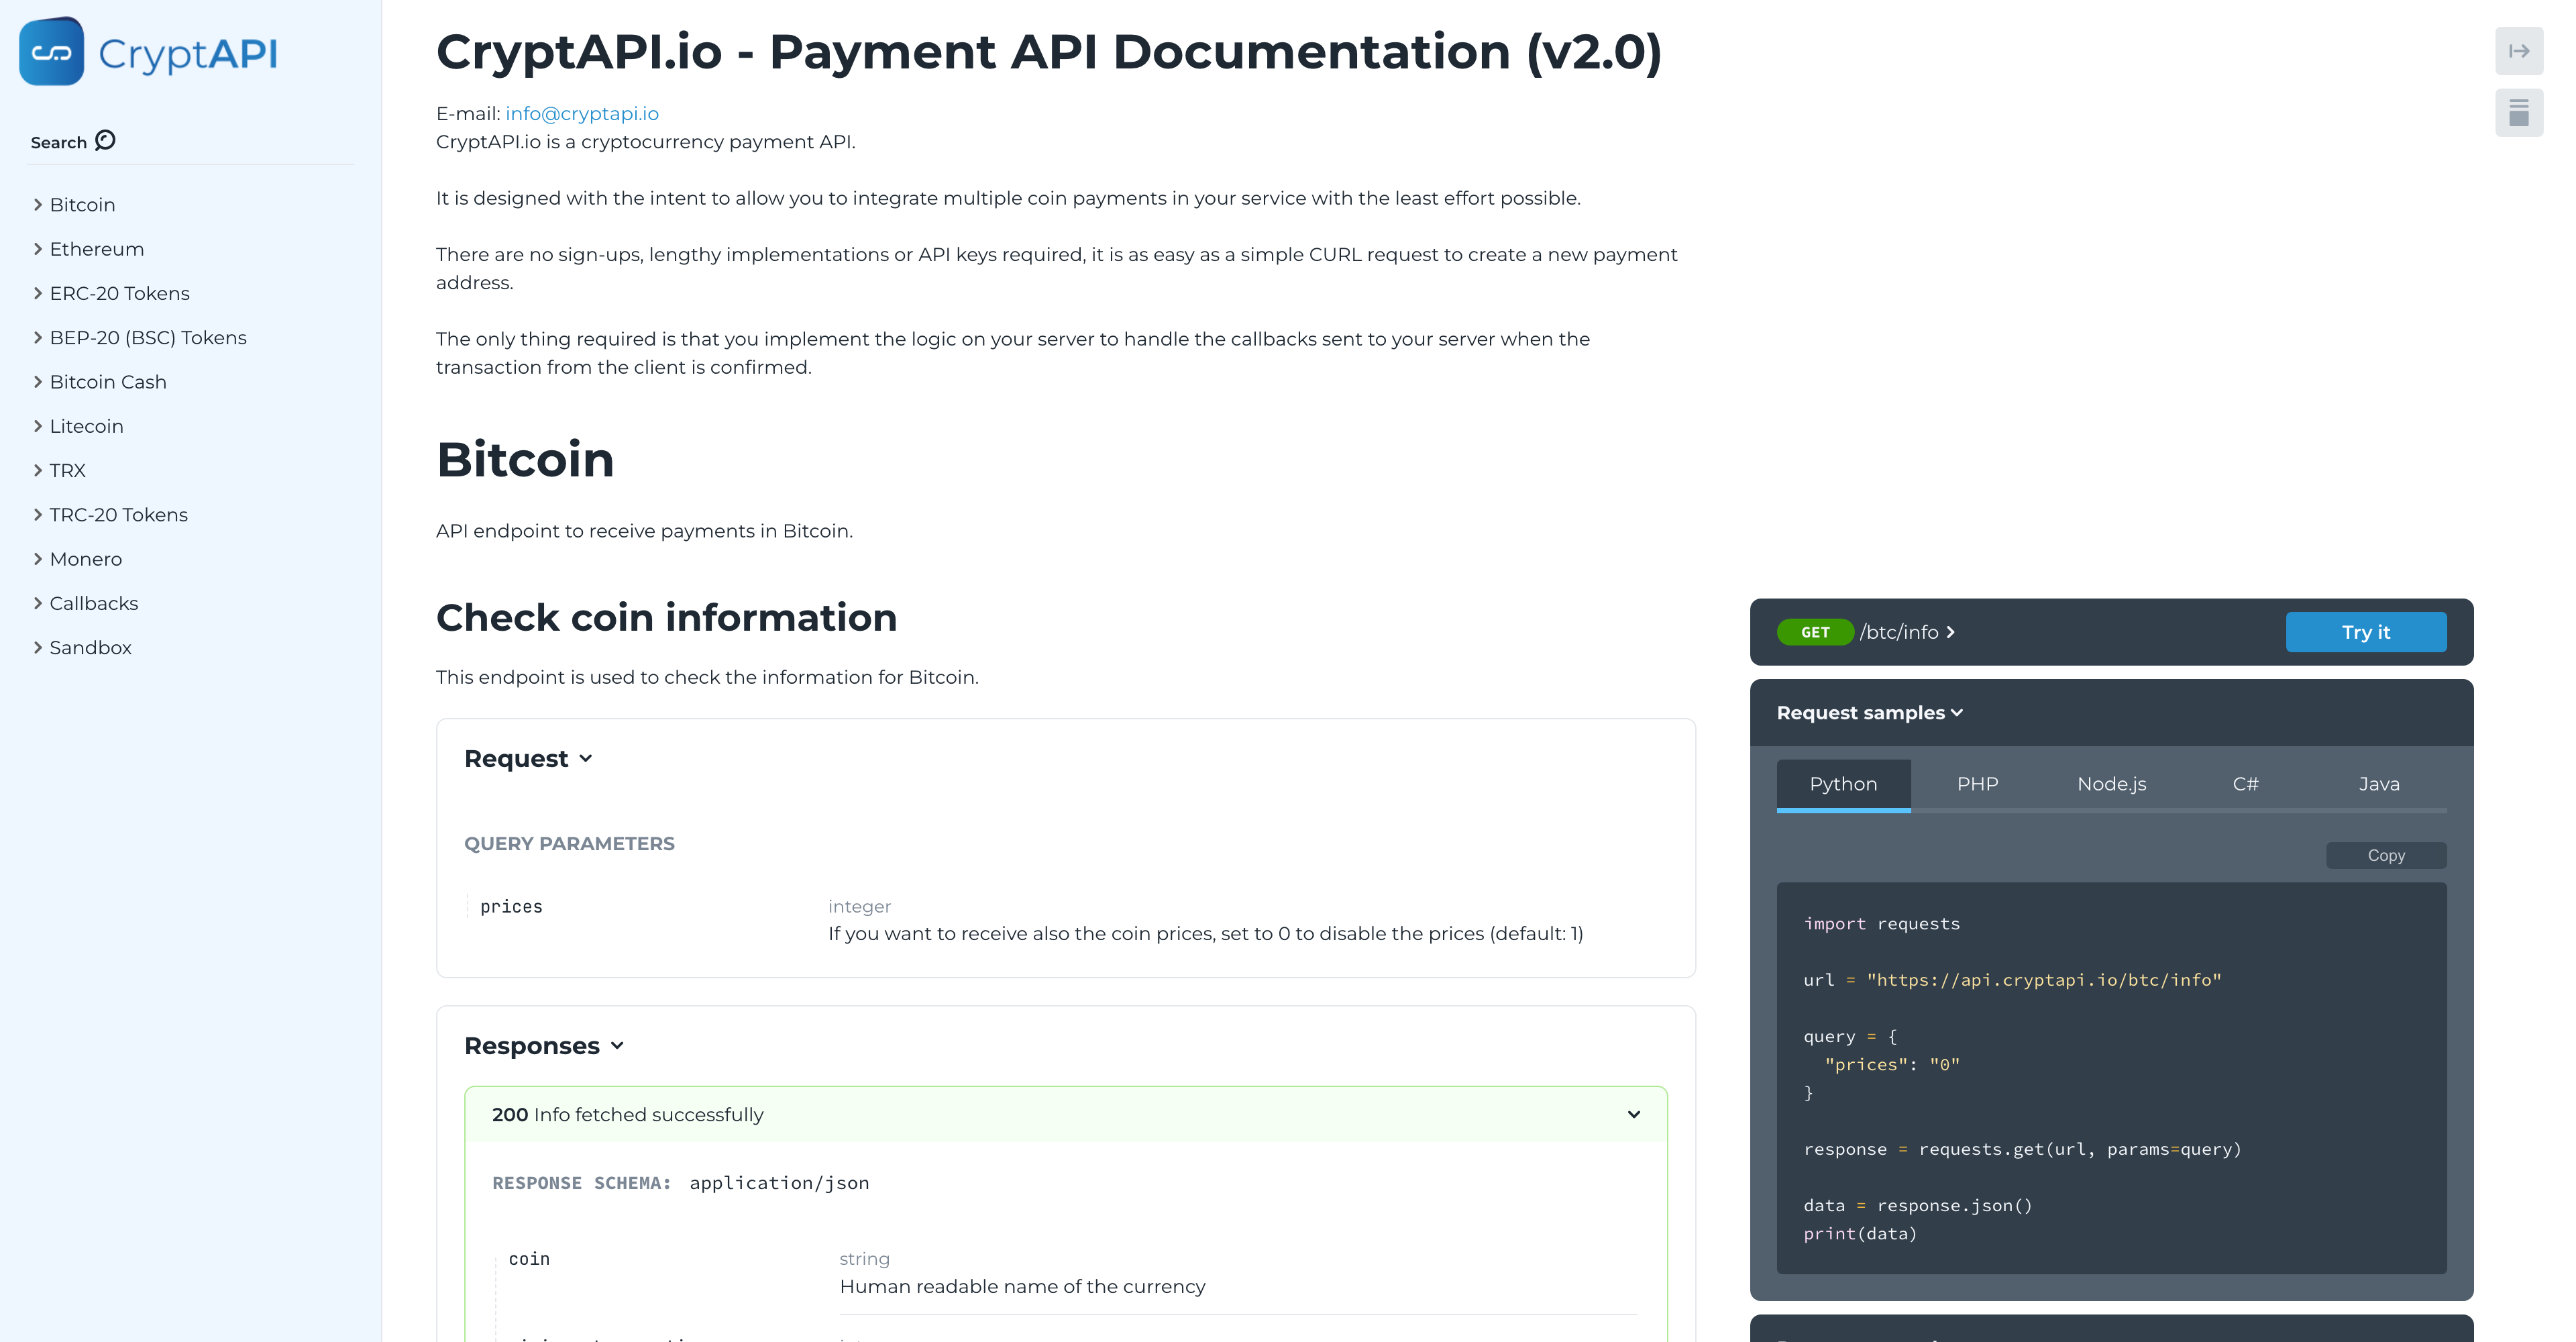 CryptAPI
Search
Bitcoin
Ethereum
ERC-20 Tokens
BEP-20 (BSC) Tokens
Bitcoin Cash
Litecoin
TRX
TRC-20 Tokens
Monero
Callbacks
Sandbox
CryptAPI.io - Payment API Documentation (v2.0)
E-mail: info@cryptapi.io
CryptAPI.io is a cryptocurrency payment API.
It is designed with the intent to allow you to integrate multiple coin payments in your service with the least effort possible.
There are no sign-ups, lengthy implementations or API keys required, it is as easy as a simple CURL request to create a new payment
address.
The only thing required is that you implement the logic on your server to handle the callbacks sent to your server when the
transaction from the client is confirmed.
Bitcoin
API endpoint to receive payments in Bitcoin.
Check coin information
This endpoint is used to check the information for Bitcoin.
Request
QUERY PARAMETERS
prices
integer
If you want to receive also the coin prices, set to 0 to disable the prices (default: 1)
Responses
200 Info fetched successfully
RESPONSE SCHEMA: application/json
coin
string
Human readable name of the currency
GET /btc/info
Try it
Request samples
Python PHP Node.js C# Java
Copy
import requests
url = "https://api.cryptapi.io/btc/info"
query = {
"prices": "0"
}
response = requests.get(url, params=query)
data = response.json()
print(data)